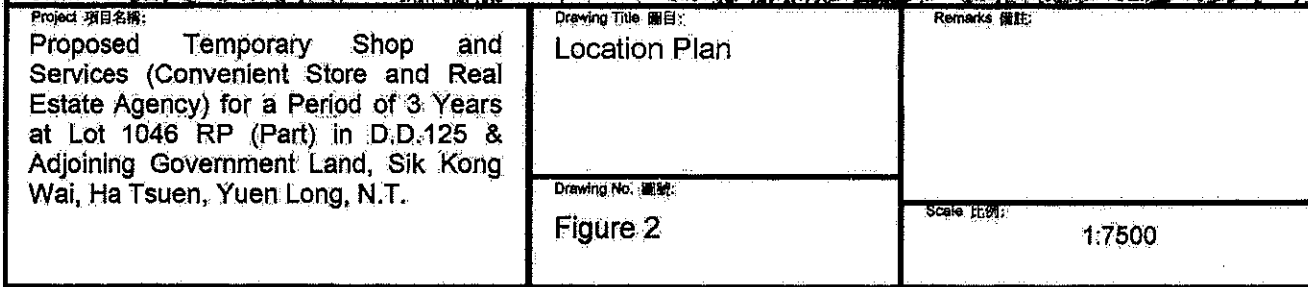 Project 項目名稱:
Proposed Temporary Shop and
Services (Convenient Store and Real
Estate Agency) for a Period of 3 Years
at Lot 1046 RP (Part) in D.D.125 &
Adjoining Government Land, Sik Kong
Wai, Ha Tsuen, Yuen Long, N.T.
Drawing Title 圖目:
Location Plan
Drawing No. 圖號:
Figure 2
Remarks 備註:
Scale 比例:
1:7500